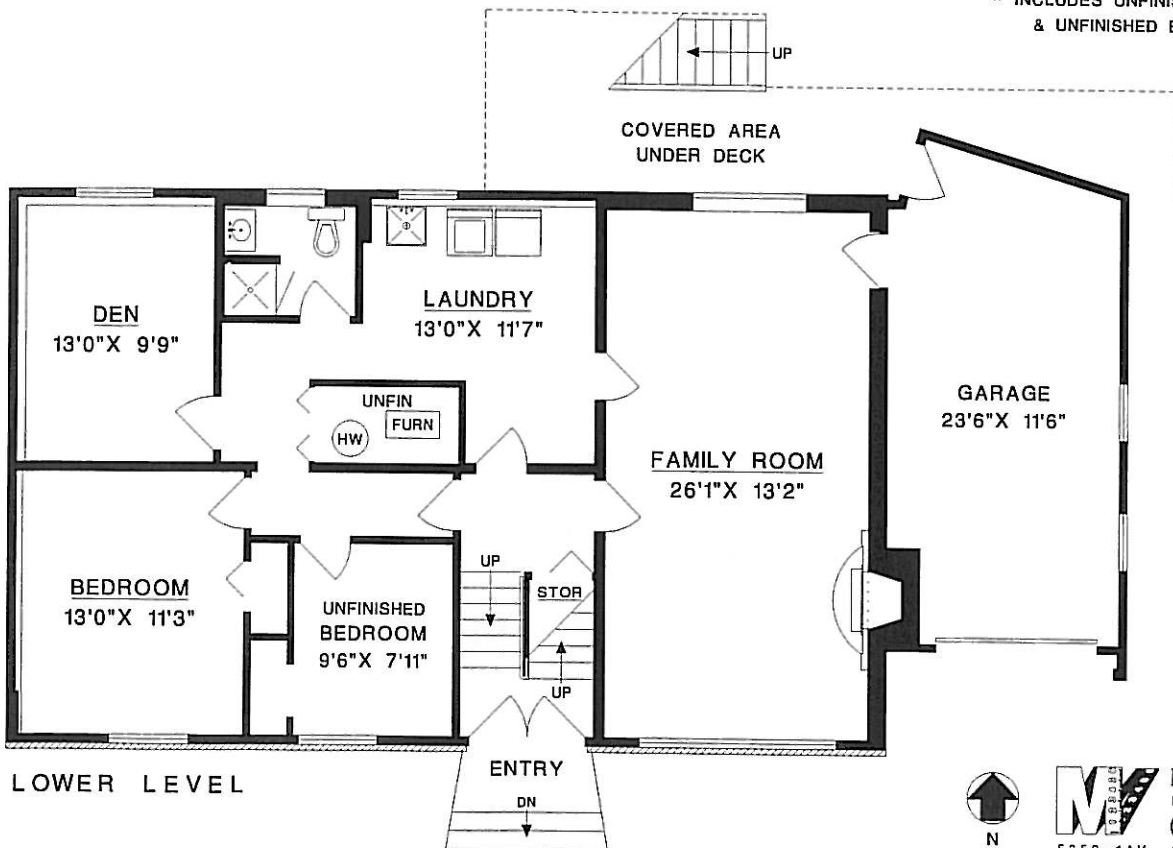 INCLUDES UNFINIS
& UNFINISHED
UP
COVERED AREA
UNDER DECK
DEN
13'0"X 9'9"
LAUNDRY
13'0"X 11'7"
UNFIN
HW
FURN
GARAGE
23'6"X 11'6"
FAMILY ROOM
26'1"X 13'2"
BEDROOM
13'0"X 11'3"
UNFINISHED
BEDROOM
9'6"X 7'11"
UP
STOR
UP
ENTRY
DN
LOWER LEVEL
N